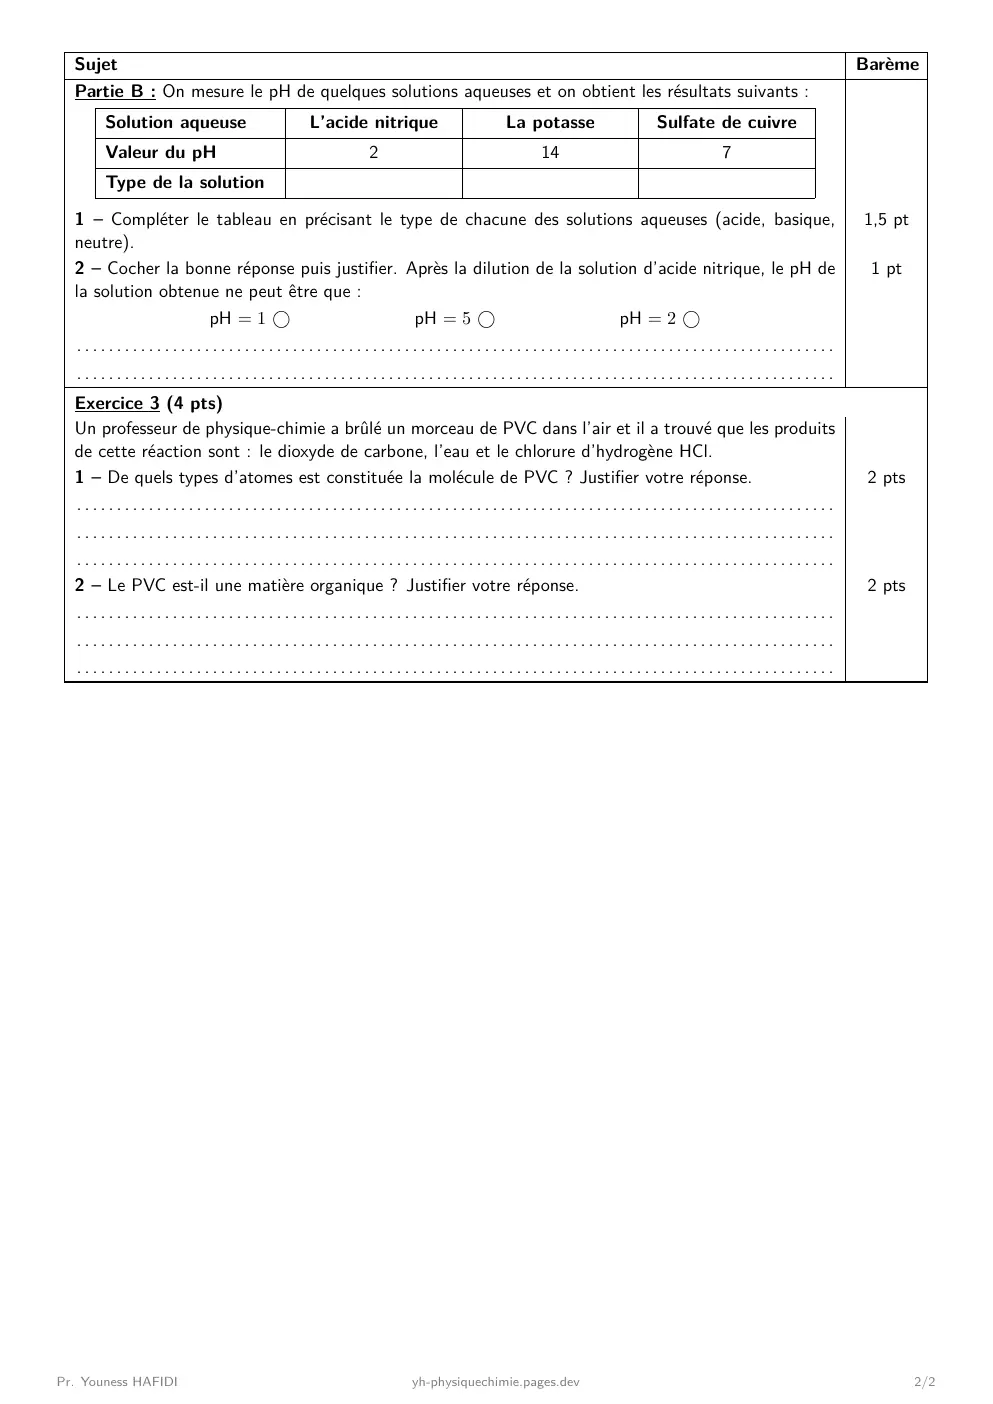 Sujet Barème
Partie B : On mesure le pH de quelques solutions aqueuses et on obtient les résultats suivants :
Solution aqueuse L'acide nitrique La potasse Sulfate de cuivre
Valeur du pH 2 14 7
Type de la solution
1 – Compléter le tableau en précisant le type de chacune des solutions aqueuses (acide, basique, 1,5 pt
neutre).
2 – Cocher la bonne réponse puis justifier. Après la dilution de la solution d'acide nitrique, le pH de 1 pt
la solution obtenue ne peut être que :
pH = 1 ○ pH = 5 ○ pH = 2 ○
Exercice 3 (4 pts)
Un professeur de physique-chimie a brûlé un morceau de PVC dans l'air et il a trouvé que les produits
de cette réaction sont : le dioxyde de carbone, l'eau et le chlorure d'hydrogène HCl.
1 – De quels types d'atomes est constituée la molécule de PVC ? Justifier votre réponse. 2 pts
2 – Le PVC est-il une matière organique ? Justifier votre réponse. 2 pts
Pr. Youness HAFIDI yh-physiquechimie.pages.dev 2/2